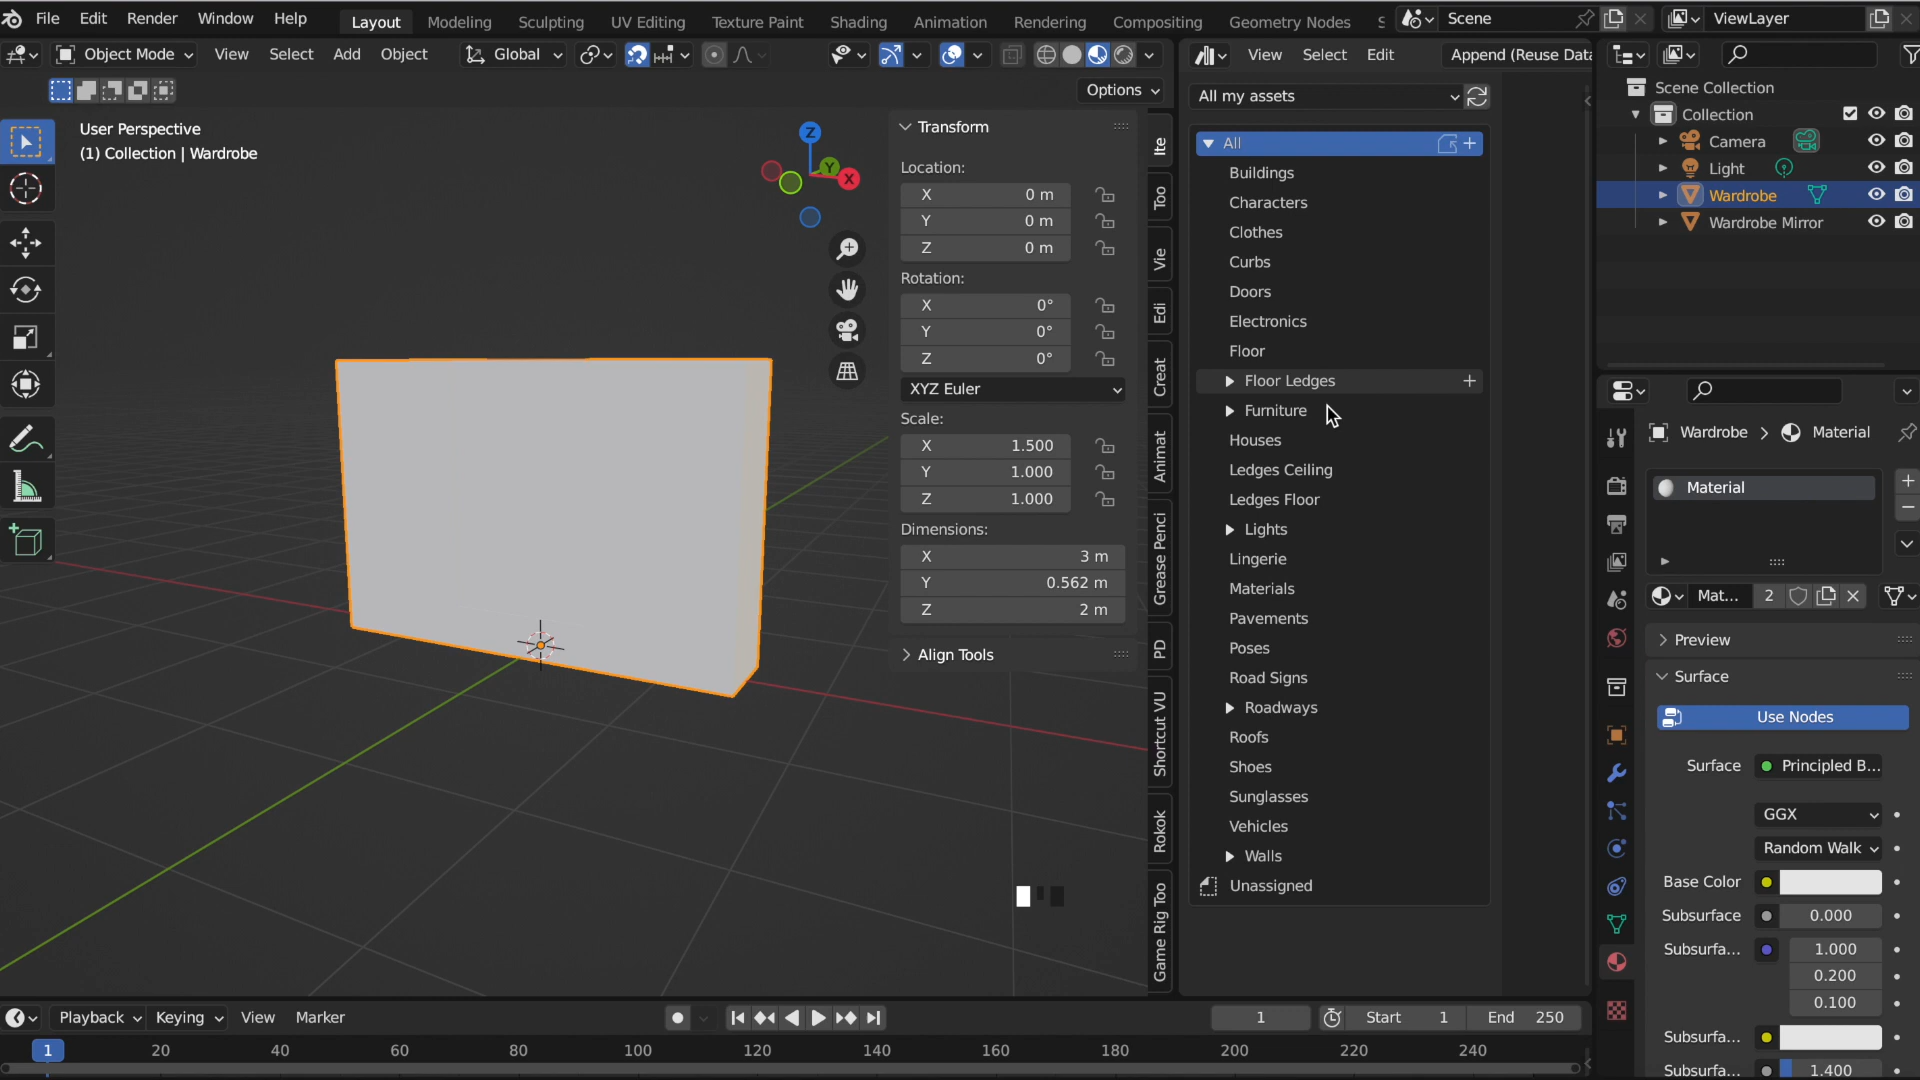 File Edit Render Window Help Layout Modeling Sculpting UV Editing Texture Paint Shading Animation Rendering Compositing Geometry Nodes S Scene ViewLayer
Object Mode View Select Add Object Global View Select Edit Append (Reuse Data
Options
All my assets
User Perspective
(1) Collection | Wardrobe
Z
Y
X
Transform
Location:
X 0 m
Y 0 m
Z 0 m
Rotation:
X 0°
Y 0°
Z 0°
XYZ Euler
Scale:
X 1.500
Y 1.000
Z 1.000
Dimensions:
X 3 m
Y 0.562 m
Z 2 m
Align Tools
Ite
Too
Vie
Edi
Creat
Animat
Grease Penci
PD
Shortcut VU
Rokok
Game Rig Too
All
Buildings
Characters
Clothes
Curbs
Doors
Electronics
Floor
Floor Ledges
Furniture
Houses
Ledges Ceiling
Ledges Floor
Lights
Lingerie
Materials
Pavements
Poses
Road Signs
Roadways
Roofs
Shoes
Sunglasses
Vehicles
Walls
Unassigned
Scene Collection
Collection
Camera
Light
Wardrobe
Wardrobe Mirror
Wardrobe > Material
Material
Mat... 2
Preview
Surface
Use Nodes
Surface Principled B...
GGX
Random Walk
Base Color
Subsurface 0.000
Subsurfa... 1.000
0.200
0.100
Subsurfa...
Subsurfa... 1.400
Playback Keying View Marker 1 Start 1 End 250
1 20 40 60 80 100 120 140 160 180 200 220 240